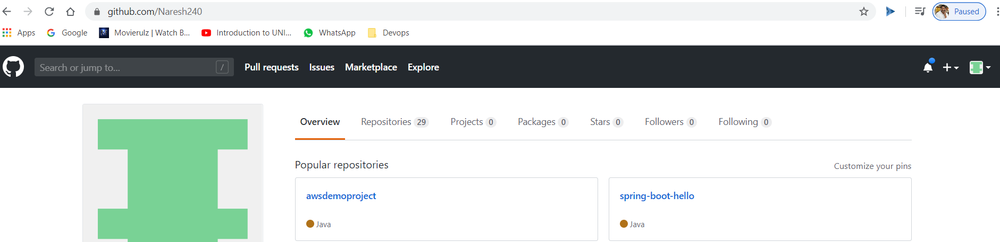 github.com/Naresh240
Paused
Apps Google Movierulz | Watch B... Introduction to UNI... WhatsApp Devops
Search or jump to... / Pull requests Issues Marketplace Explore
Overview Repositories 29 Projects 0 Packages 0 Stars 0 Followers 0 Following 0
Popular repositories
Customize your pins
awsdemoproject
Java
spring-boot-hello
Java